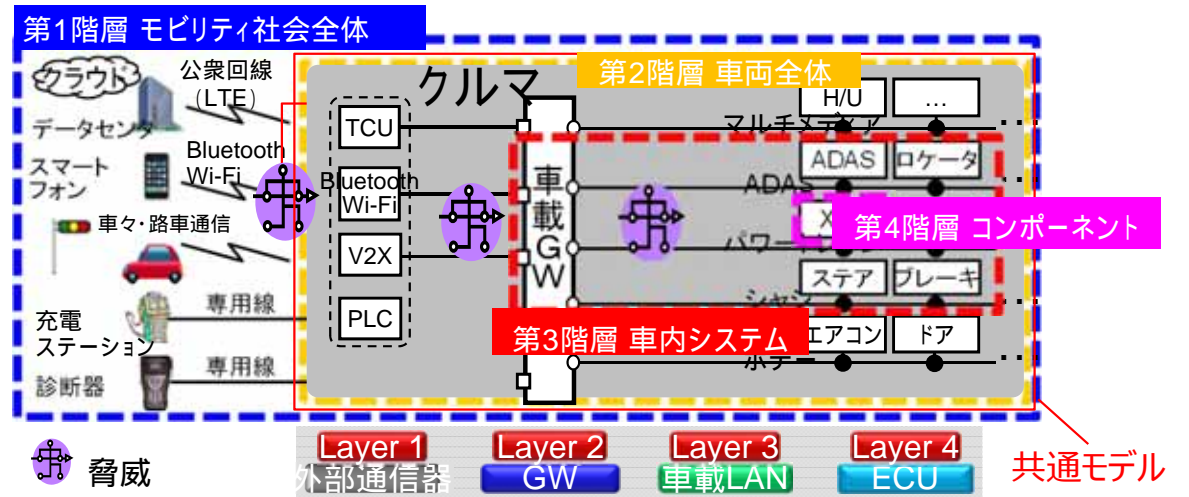 第1階層 モビリティ社会全体
クラウド
データセンタ
公衆回線
(LTE)
スマート
フォン
Bluetooth
Wi-Fi
車々・路車通信
充電
ステーション
専用線
診断器
専用線
クルマ
第2階層 車両全体
TCU
Bluetooth
Wi-Fi
V2X
PLC
車載GW
H/U
…
マルチメディア
ADAS
ロケータ
ADAS
第4階層 コンポーネント
ステア
ブレーキ
第3階層 車内システム
エアコン
ドア
ボデー
脅威
Layer 1
外部通信器
Layer 2
GW
Layer 3
車載LAN
Layer 4
ECU
共通モデル